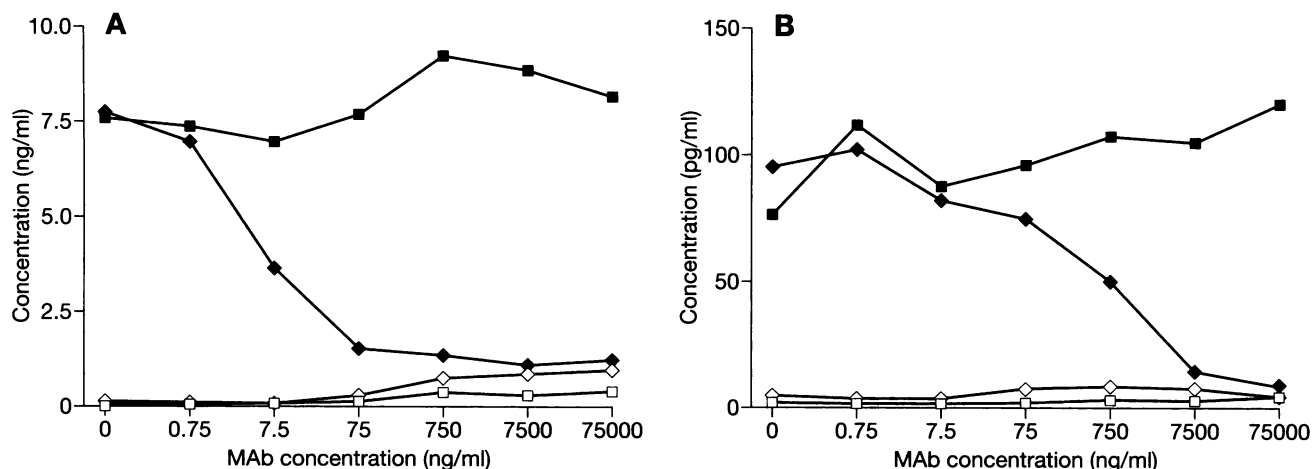 A
10.0
7.5
5.0
2.5
0
Concentration (ng/ml)
0 0.75 7.5 75 750 7500 75000
MAb concentration (ng/ml)
B
150
100
50
0
Concentration (pg/ml)
0 0.75 7.5 75 750 7500 75000
MAb concentration (ng/ml)